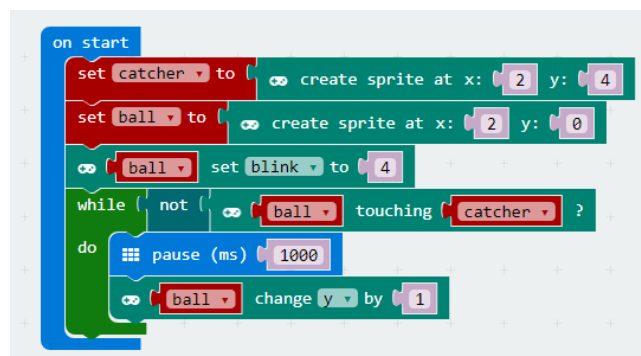 on start
set catcher to create sprite at x: 2 y: 4
set ball to create sprite at x: 2 y: 0
ball set blink to 4
while not ball touching catcher ?
do
pause (ms) 1000
ball change y by 1